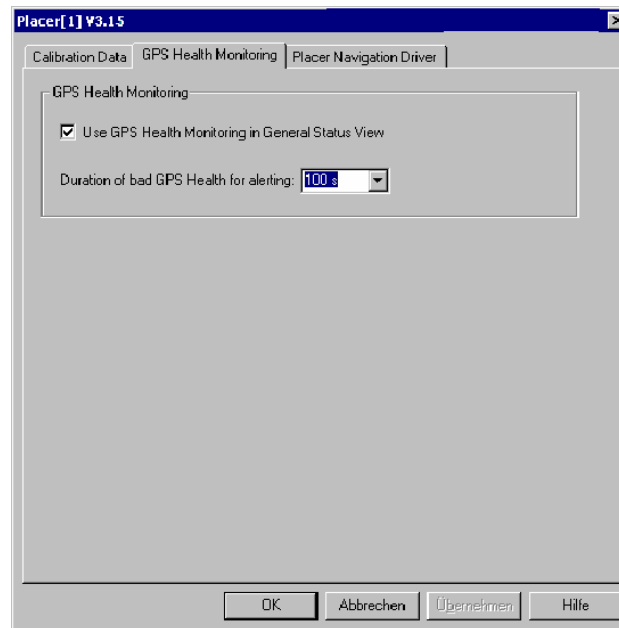 Placer[1] V3.15
Calibration Data GPS Health Monitoring Placer Navigation Driver
GPS Health Monitoring
Use GPS Health Monitoring in General Status View
Duration of bad GPS Health for alerting: 100 s
OK Abbrechen Übernehmen Hilfe